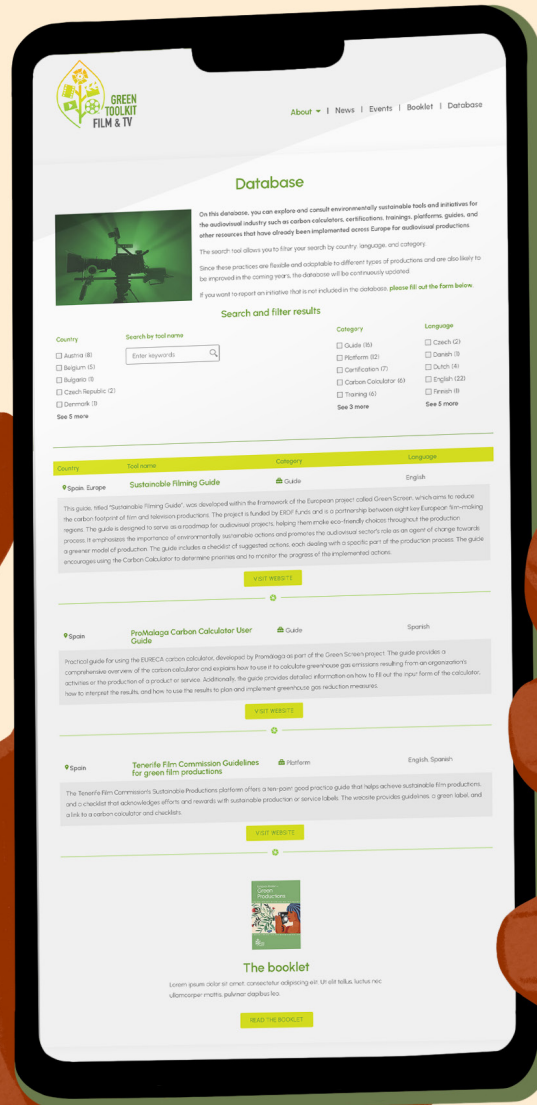 GREEN
TOOLKIT
FILM & TV
About | News | Events | Booklet | Database
Database
On this database, you can explore and consult environmentally sustainable tools and initiatives for
the audiovisual industry such as carbon calculators, certifications, trainings, platforms, guides, and
other resources that have already been implemented across Europe for audiovisual productions.
The search tool allows you to filter your search by country, language, and category.
Since these practices are flexible and adaptable to different types of productions and are also likely to
be improved in the coming years, the database will be continuously updated.
If you want to report an initiative that is not included in the database, please fill out the form below.
Search and filter results
Country
Austria (8)
Belgium (5)
Bulgaria (1)
Czech Republic (2)
Denmark (1)
See 5 more
Search by tool name
Enter keywords
Category
Guide (16)
Platform (12)
Certification (7)
Carbon Calculator (6)
Training (6)
See 3 more
Language
Czech (2)
Danish (1)
Dutch (4)
English (22)
Finnish (1)
See 5 more
Country Tool name Category Language
Spain, Europe Sustainable Filming Guide Guide English
This guide, titled "Sustainable Filming Guide", was developed within the framework of the European project called Green Screen, which aims to reduce
the carbon footprint of film and television productions. The project is funded by ERDF funds and is a partnership between eight key European film-making
regions. The guide is designed to serve as a roadmap for audiovisual projects, helping them make eco-friendly choices throughout the production
process. It emphasizes the importance of environmentally sustainable actions and promotes the audiovisual sector's role as an agent of change towards
a greener model of production. The guide includes a checklist of suggested actions, each dealing with a specific part of the production process. The guide
encourages using the Carbon Calculator to determine priorities and to monitor the progress of the implemented actions.
VISIT WEBSITE
Spain ProMalaga Carbon Calculator User Guide Spanish
Guide
Practical guide for using the EURECA carbon calculator, developed by Promálaga as part of the Green Screen project. The guide provides a
comprehensive overview of the carbon calculator and explains how to use it to calculate greenhouse gas emissions resulting from an organization's
activities or the production of a product or service. Additionally, the guide provides detailed information on how to fill out the input form of the calculator,
how to interpret the results, and how to use the results to plan and implement greenhouse gas reduction measures.
VISIT WEBSITE
Spain Tenerife Film Commission Guidelines Platform English, Spanish
for green film productions
The Tenerife Film Commission's Sustainable Productions platform offers a ten-point good practice guide that helps achieve sustainable film productions,
and a checklist that acknowledges efforts and rewards with sustainable production or service labels. The website provides guidelines, a green label, and
a link to a carbon calculator and checklists.
VISIT WEBSITE
Green
Productions
The booklet
Lorem ipsum dolor sit amet, consectetur adipiscing elit. Ut elit tellus, luctus nec
ullamcorper mattis, pulvinar dapibus leo.
READ THE BOOKLET